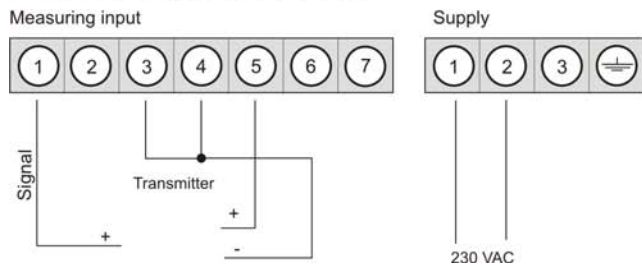 Measuring input
Supply
1 2 3 4 5 6 7
1 2 3
Signal
Transmitter
+
+
-
230 VAC